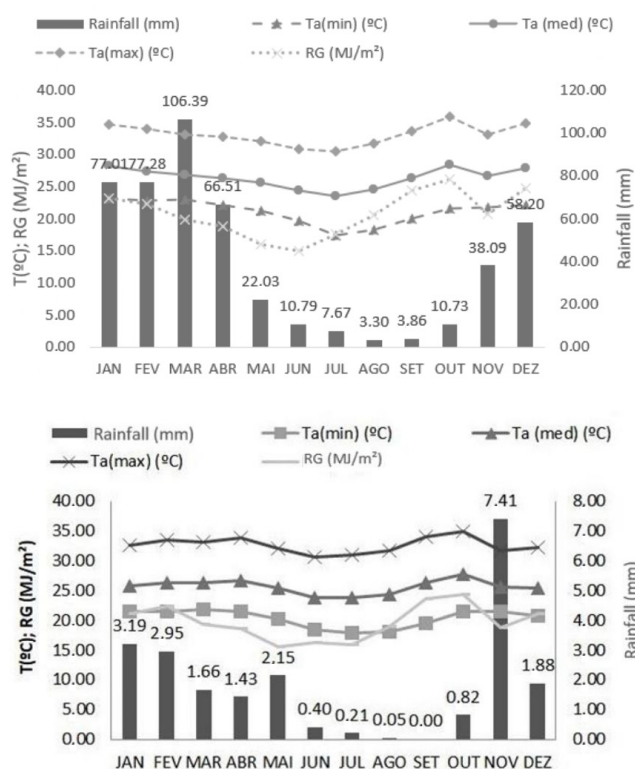 Rainfall (mm) Ta(min) (ºC) Ta (med) (ºC)
Ta(max) (ºC) RG (MJ/m²)
T(ºC); RG (MJ/m²)
40.00
35.00
30.00
25.00
20.00
15.00
10.00
5.00
0.00
77.01 77.28 106.39 66.51 22.03 10.79 7.67 3.30 3.86 10.73 38.09 58.20
120.00
100.00
80.00
60.00
40.00
20.00
0.00
Rainfall (mm)
JAN FEV MAR ABR MAI JUN JUL AGO SET OUT NOV DEZ
Rainfall (mm) Ta(min) (ºC) Ta (med) (ºC)
Ta(max) (ºC) RG (MJ/m²)
T(ºC); RG (MJ/m²)
40.00
35.00
30.00
25.00
20.00
15.00
10.00
5.00
0.00
3.19 2.95 1.66 1.43 2.15 0.40 0.21 0.05 0.00 0.82 7.41 1.88
8.00
7.00
6.00
5.00
4.00
3.00
2.00
1.00
0.00
Rainfall (mm)
JAN FEV MAR ABR MAI JUN JUL AGO SET OUT NOV DEZ